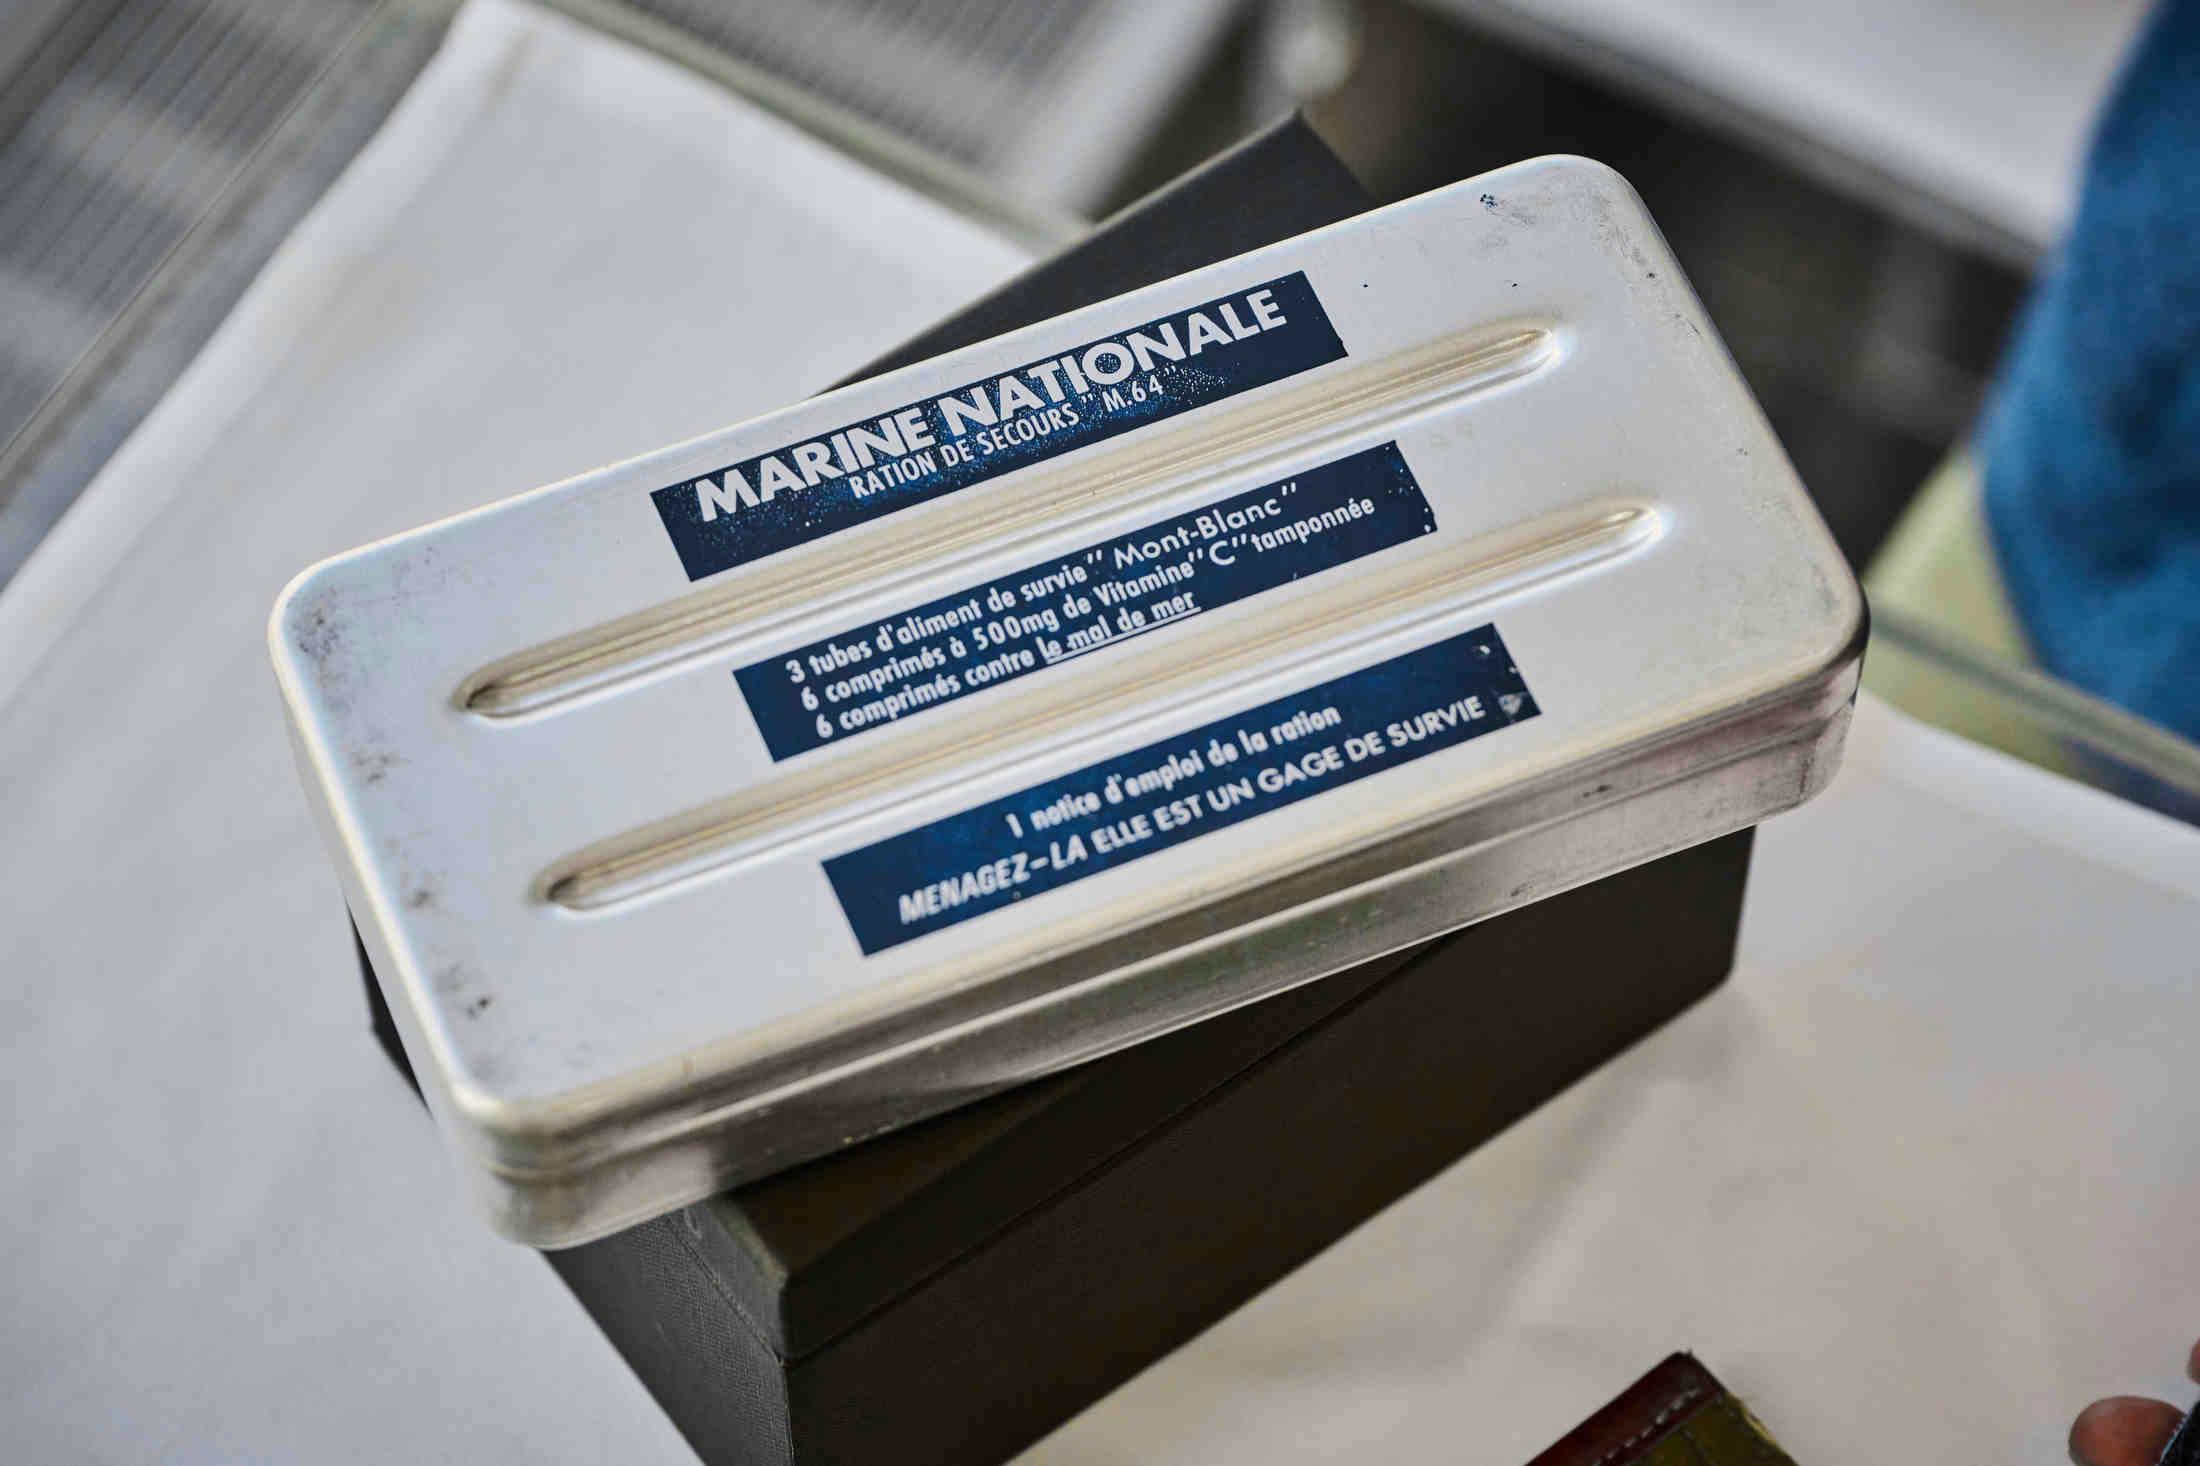 MARINE NATIONALE
RATION DE SECOURS "M.64"
3 tubes d'aliment de survie" Mont-Blanc"
6 comprimés à 500mg de Vitamine"C"tamponnée
6 comprimés contre le mal de mer
1 notice d'emploi de la ration
MENAGEZ-LA ELLE EST UN GAGE DE SURVIE